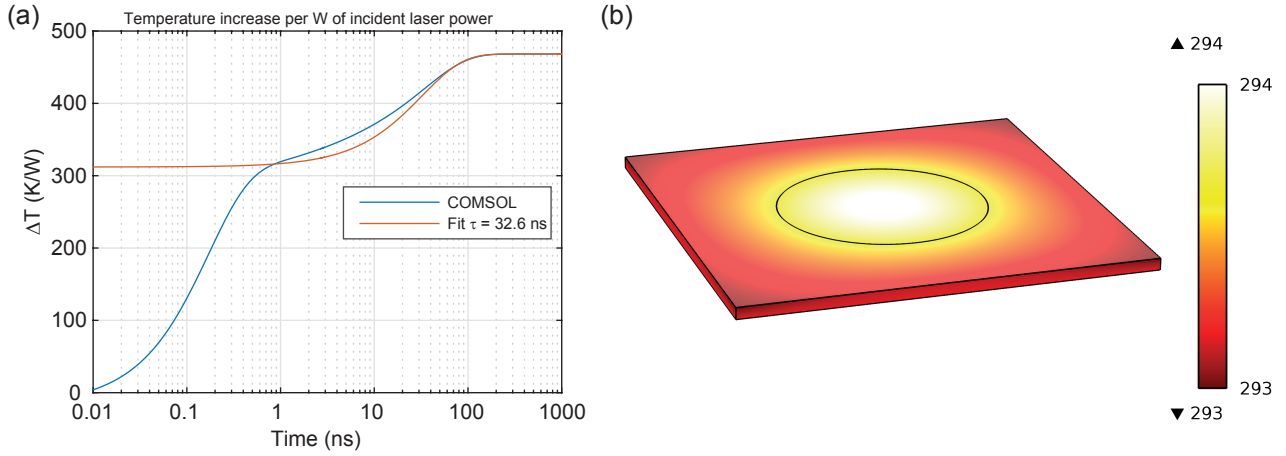 (a)
Temperature increase per W of incident laser power
500
400
300
200
100
0
ΔT (K/W)
COMSOL
Fit τ = 32.6 ns
0.01 0.1 1 10 100 1000
Time (ns)
(b)
▲ 294
294
293
▼ 293